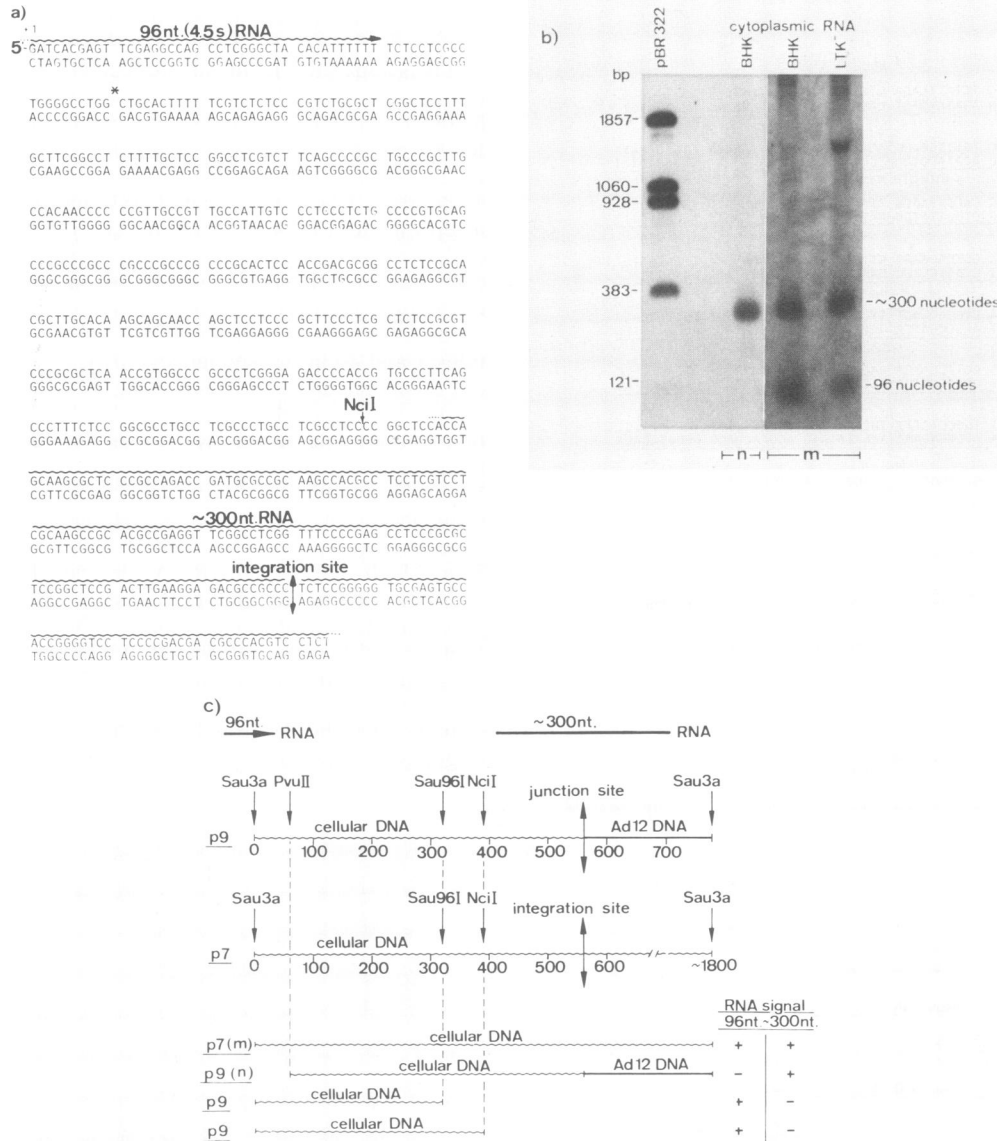 a)
+1
96nt.(4.5s) RNA
5-GATCACGAGT TCGAGGCCAG CCTCGGGCTA CACATTTTTT TCTCCTCGCC
CTAGTGCTCA AGCTCCGGTC GGAGCCCGAT GTGTAAAAAA AGAGGAGCGG
*
TGGGGCCTGG CTGCACTTTT TCGTCTCTCC CGTCTGCGCT CGGCTCCTTT
ACCCCGGACC GACGTGAAAA AGCAGAGAGG GCAGACGCGA GCCGAGGAAA
GCTTCGGCCT CTTTTGCTCC GGCCTCGTCT TCAGCCCCGC TGCCCGCTTG
CGAAGCCGGA GAAAACGAGG CCGGAGCAGA AGTCGGGGCG ACGGGCGAAC
CCACAACCCC CCGTTGCCGT TGCCATTGTC CCTCCCTCTG CCCCCGTGCAG
GGTGTTGGGG GGCAACGGCA ACGGTAACAG GGACGGAGAC GGGGCACGTC
CCCGCCCGCC CGCCCGCCCG CCCGCACTCC ACCGACGCGG CCTCTCCGCA
GGGCGGGCGG GCGGGCGGGC GGGCGTGAGG TGGCTGCGCC GGAGAGGCGT
CGCTTGCACA AGCAGCAACC AGCTCCTCCC GCTTCCCTCG CTCTCCGCGT
GCGAACGTGT TCGTCGTTGG TCGAGGAGGG CGAAGGGAGC GAGAGGCGCA
CCCGCGCTCA ACCGTGGCCC GCCCTCGGGA GACCCCACCG TGCCCTTCAG
GGGCGCGAGT TGGCACCGGG CGGGAGCCCT CTGGGGTGGC ACGGGAAGTC
NciI
CCCTTTCTCC GGCGCCTGCC TCGCCCTGCC TCGCCTCCCC GGCTCCACCA
GGGAAAGAGG CCGCGGACGG AGCGGGACGG AGCGGAGGGG CCGAGGTGGT
GCAAGCGCTC CCGCCAGACC GATGCGCCGC AAGCCACGCC TCCTCGTCCT
CGTTCGCGAG GGCGGTCTGG CTACGCGGCG TTCGGTGCGG AGGAGCAGGA
~300nt.RNA
CGCAAGCCGC ACGCCGAGGT TCGGCCTCGG TTTCCCCGAG CCTCCCGCGC
GCGTTCGGCG TGCGGCTCCA AGCCGGAGCC AAAGGGGCTC GGAGGGCGCG
integration site
TCCGGCTCCG ACTTGAAGGA GACGCCGCCC TCTCCGGGGG TGCGAGTGCC
AGGCCGAGGC TGAACTTCCT CTGCGGCGGG AGAGGCCCCC ACGCTCACGG
ACCGGGGTCC TCCCCGACGA CGCCCACGTC CTCT
TGGCCCCAGG AGGGGCTGCT GCGGGTGCAG GAGA
b)
cytoplasmic RNA
pBR322
BHK
BHK
LTK-
bp
1857-
1060-
928-
383-
121-
-~300 nucleotides
-96 nucleotides
n
m
c)
96nt. RNA
~300nt. RNA
Sau3a PvuII Sau96I NciI junction site Sau3a
cellular DNA Ad12 DNA
p9
0 100 200 300 400 500 600 700
Sau3a Sau96I NciI integration site Sau3a
cellular DNA
p7
0 100 200 300 400 500 600 ~1800
RNA signal
96nt. ~300nt.
p7(m) cellular DNA + +
p9(n) cellular DNA Ad12 DNA - +
p9 cellular DNA + -
p9 cellular DNA + -